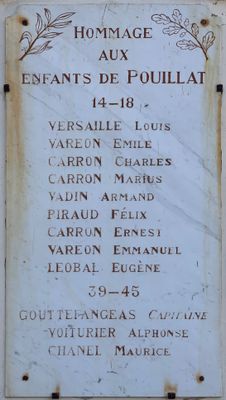 HOMMAGE
AUX
ENFANTS DE POUILLAT
14-18
VERSAILLE LOUIS
VAREON EMILE
CARRON CHARLES
CARRON MARIUS
VADIN ARMAND
PIRAUD FÉLIX
CARRON ERNEST
VAREON EMMANUEL
LEOBAL EUGÈNE
39-45
GOUTTEFANGEAS CAPITAINE
VOITURIER ALPHONSE
CHANEL MAURICE